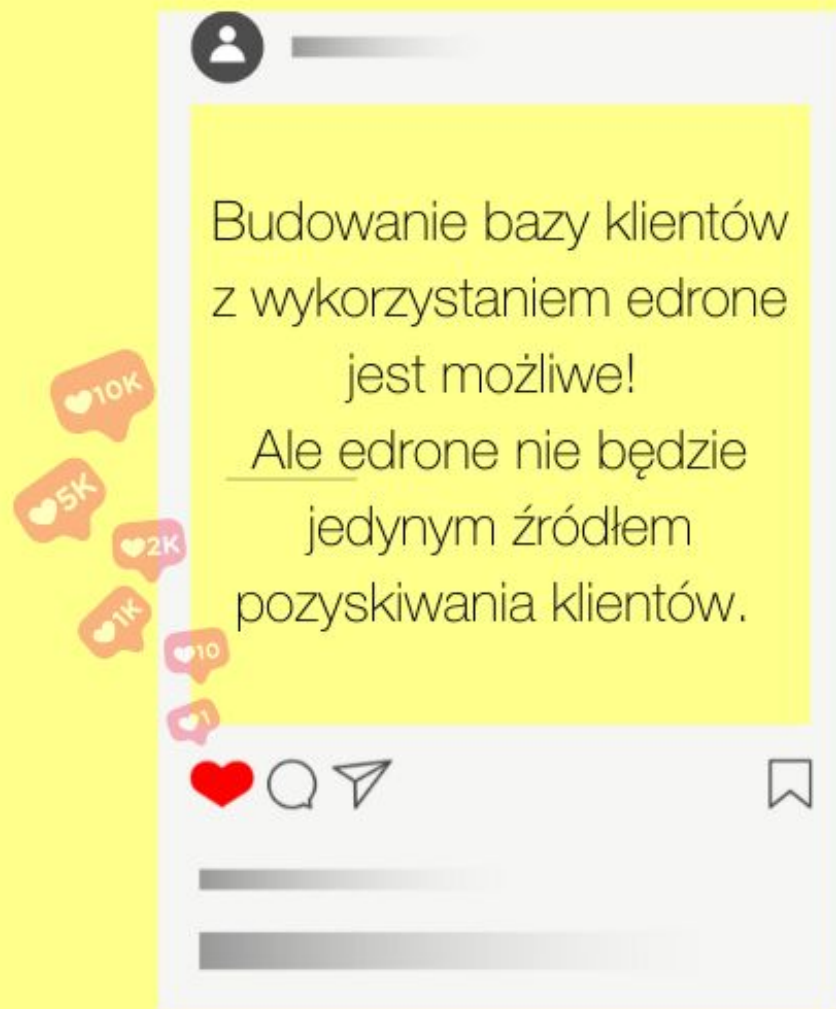 Budowanie bazy klientów
z wykorzystaniem edrone
jest możliwe!
Ale edrone nie będzie
jedynym źródłem
pozyskiwania klientów.
10K
5K
2K
1K
10
1